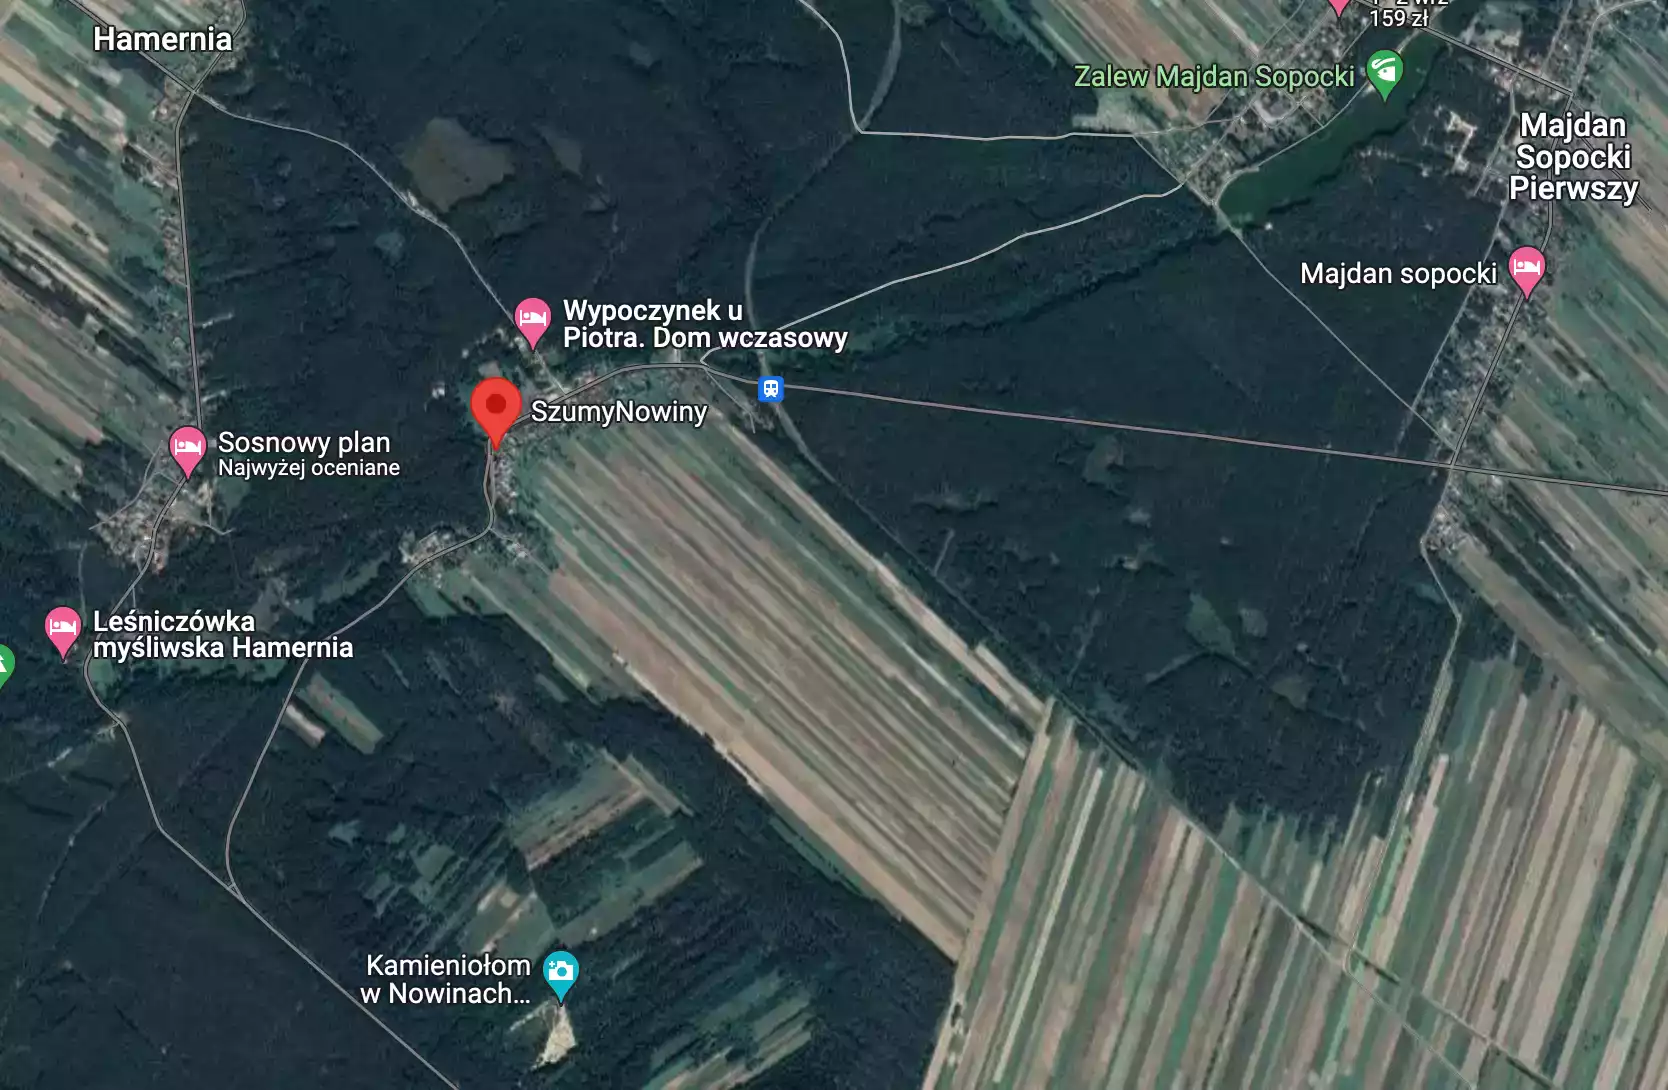 Hamernia
159 zł
Zalew Majdan Sopocki
Majdan
Sopocki
Pierwszy
Majdan sopocki
Wypoczynek u
Piotra. Dom wczasowy
SzumyNowiny
Sosnowy plan
Najwyżej oceniane
Leśniczówka
myśliwska Hamernia
Kamieniołom
w Nowinach...